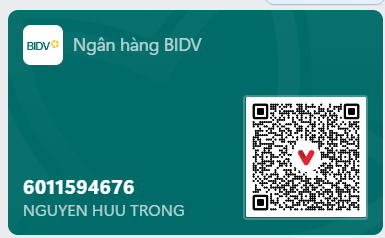 BIDV
Ngân hàng BIDV
6011594676
NGUYEN HUU TRONG